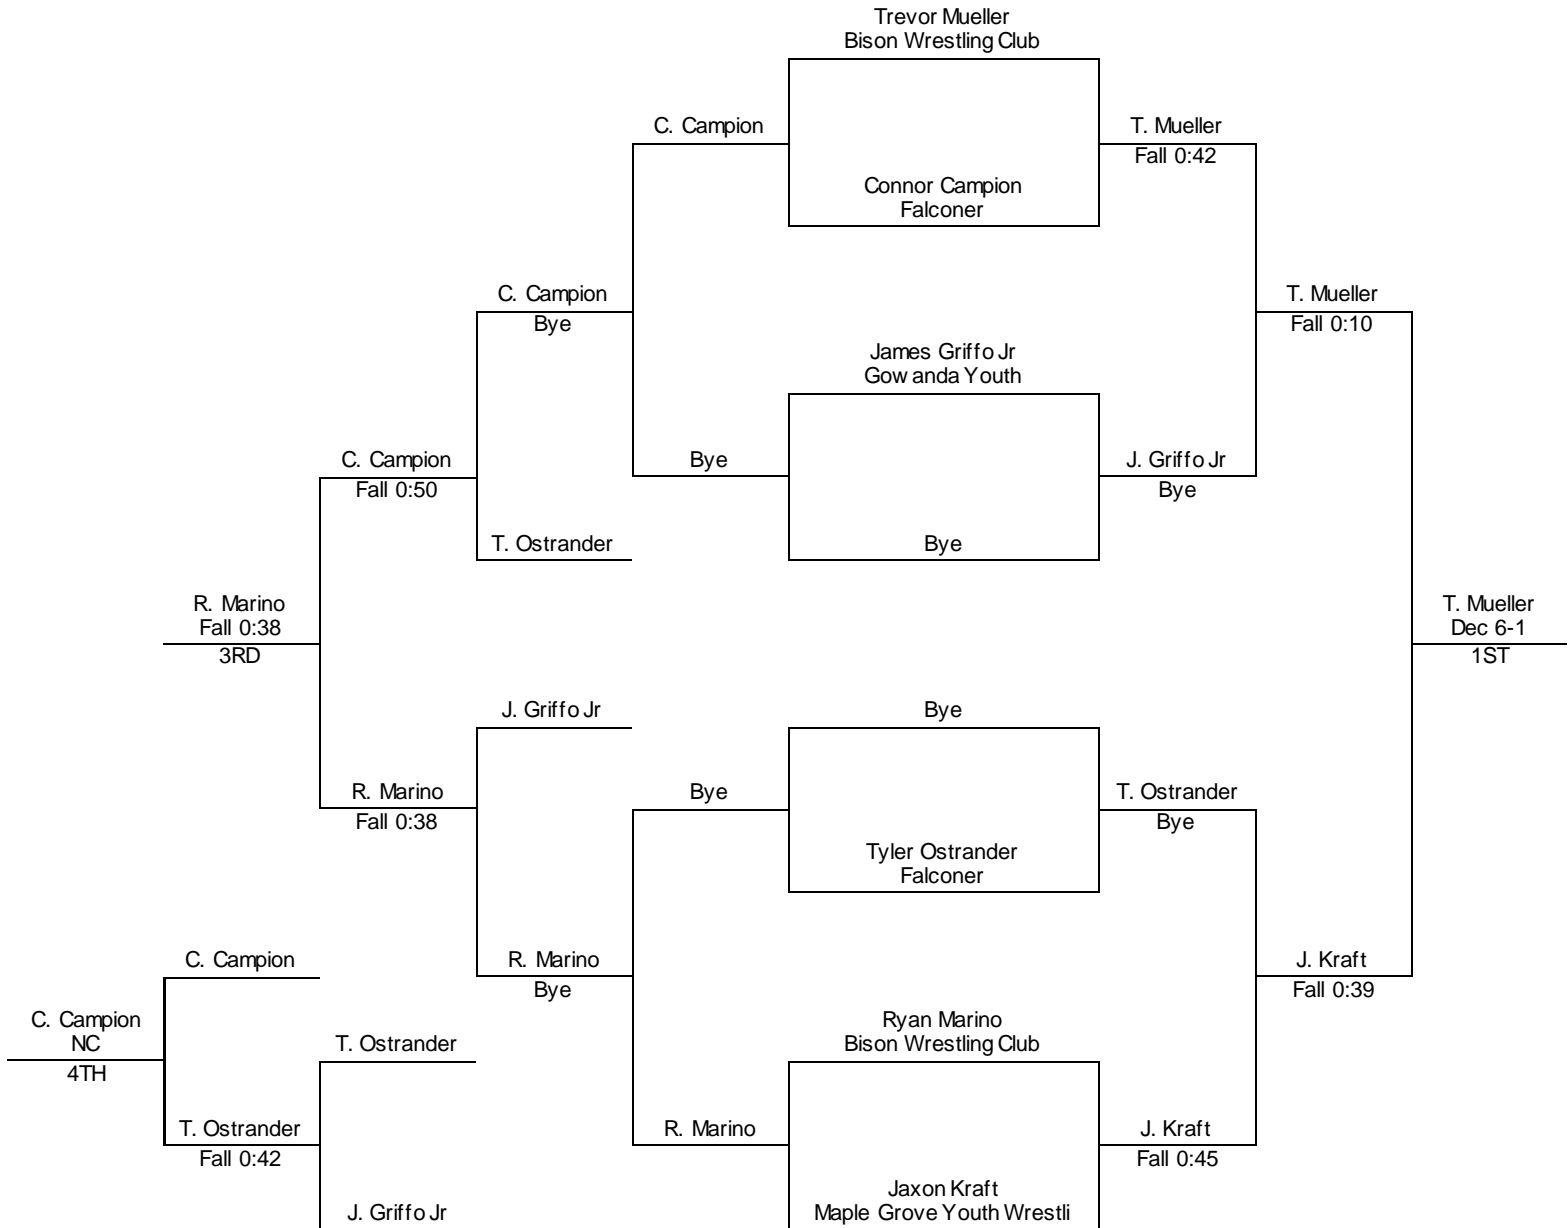 Trevor Mueller
Bison Wrestling Club
C. Campion
T. Mueller
Fall 0:42
Connor Campion
Falconer
C. Campion
Bye
T. Mueller
Fall 0:10
James Griffo Jr
Gowanda Youth
C. Campion
Fall 0:50
Bye
J. Griffo Jr
Bye
T. Ostrander
Bye
R. Marino
Fall 0:38
3RD
T. Mueller
Dec 6-1
1ST
J. Griffo Jr
Bye
R. Marino
Fall 0:38
Bye
T. Ostrander
Bye
Tyler Ostrander
Falconer
C. Campion
R. Marino
Bye
J. Kraft
Fall 0:39
C. Campion
NC
4TH
Ryan Marino
Bison Wrestling Club
T. Ostrander
T. Ostrander
Fall 0:42
R. Marino
J. Kraft
Fall 0:45
J. Griffo Jr
Jaxon Kraft
Maple Grove Youth Wrestli